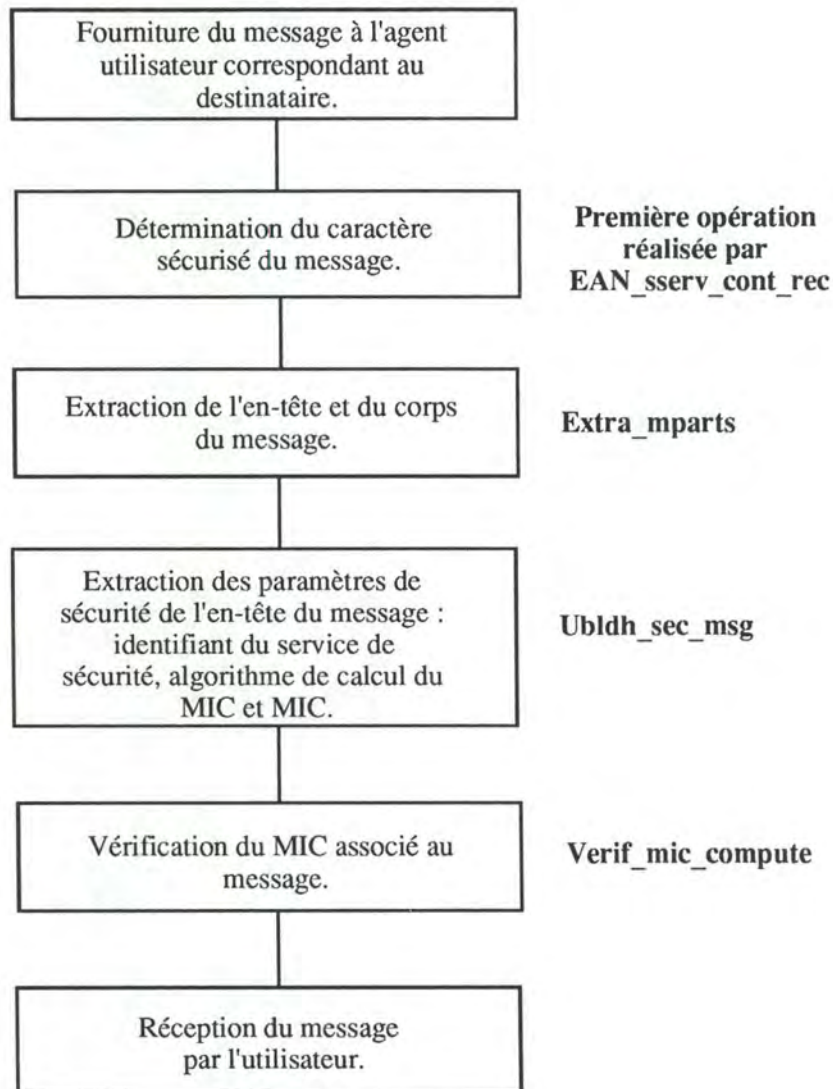 Fourniture du message à l'agent
utilisateur correspondant au
destinataire.
Détermination du caractère
sécurisé du message.
Première opération
réalisée par
EAN_sserv_cont_rec
Extraction de l'en-tête et du corps
du message.
Extra_mparts
Extraction des paramètres de
sécurité de l'en-tête du message :
identifiant du service de
sécurité, algorithme de calcul du
MIC et MIC.
Ubldh_sec_msg
Vérification du MIC associé au
message.
Verif_mic_compute
Réception du message
par l'utilisateur.